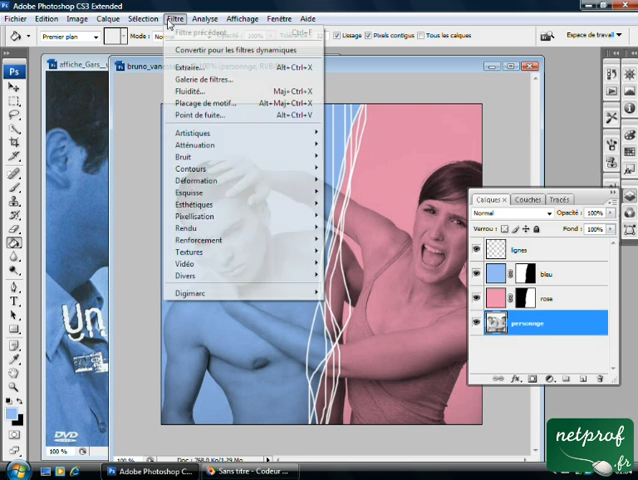 Adobe Photoshop CS3 Extended
Fichier Edition Image Calque Sélection Filtre Analyse Affichage Fenêtre Aide
Premier plan Mode : Lissage Pixels contigus Tous les calques
Filtre précédent Ctrl+F
Convertir pour les filtres dynamiques
Extraire... Alt+Ctrl+X
Galerie de filtres...
Fluidité... Maj+Ctrl+X
Placage de motif... Alt+Maj+Ctrl+X
Point de fuite... Alt+Ctrl+V
Artistiques
Atténuation
Bruit
Contours
Déformation
Esquisse
Esthétiques
Pixellisation
Rendu
Renforcement
Textures
Vidéo
Divers
Digimarc
Ps
affiche_Gars_
Un
DVD
100 %
100 %
Calques Couches Tracés
Normal Opacité : 100%
Verrou : Fond : 100%
lignes
bleu
rose
personnage
Adobe Photoshop C...
Sans titre - Codeur ...
netprof
.fr